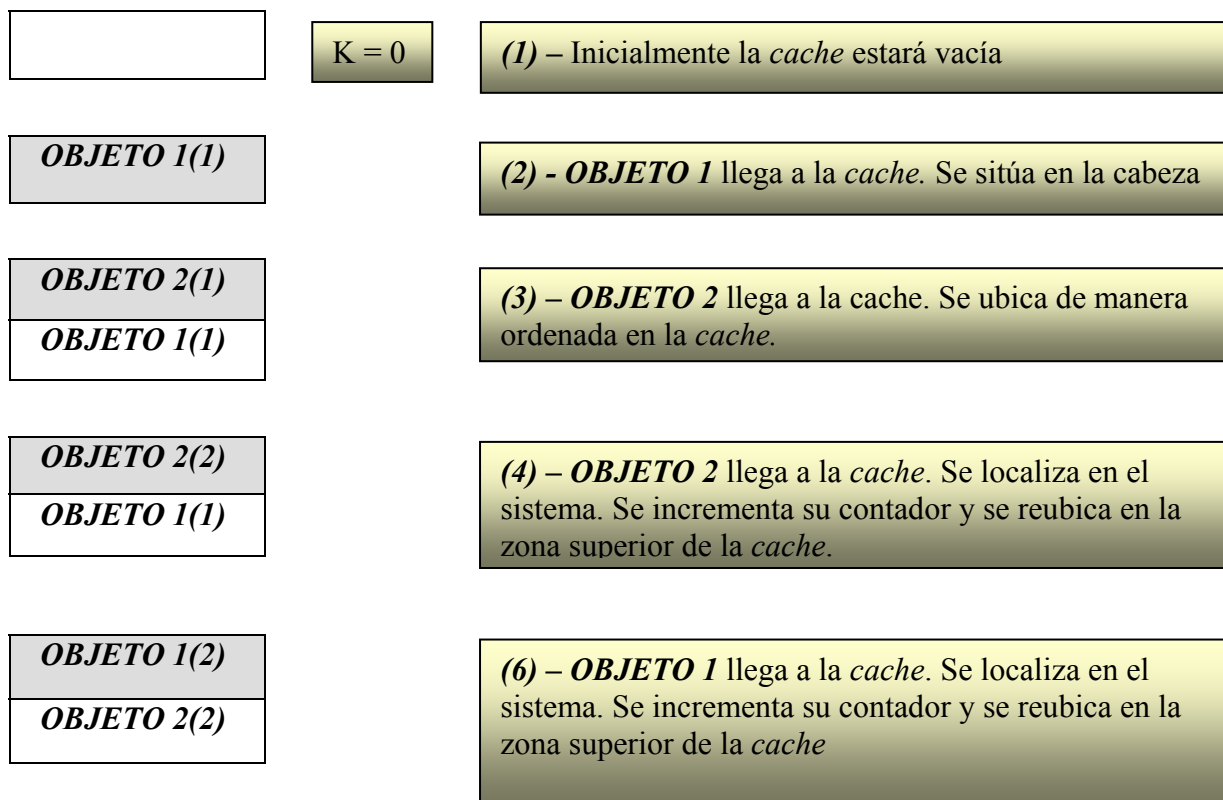 K = 0
(1) – Inicialmente la cache estará vacía
OBJETO 1(1)
(2) - OBJETO 1 llega a la cache. Se sitúa en la cabeza
OBJETO 2(1)
OBJETO 1(1)
(3) – OBJETO 2 llega a la cache. Se ubica de manera
ordenada en la cache.
OBJETO 2(2)
OBJETO 1(1)
(4) – OBJETO 2 llega a la cache. Se localiza en el
sistema. Se incrementa su contador y se reubica en la
zona superior de la cache.
OBJETO 1(2)
OBJETO 2(2)
(6) – OBJETO 1 llega a la cache. Se localiza en el
sistema. Se incrementa su contador y se reubica en la
zona superior de la cache